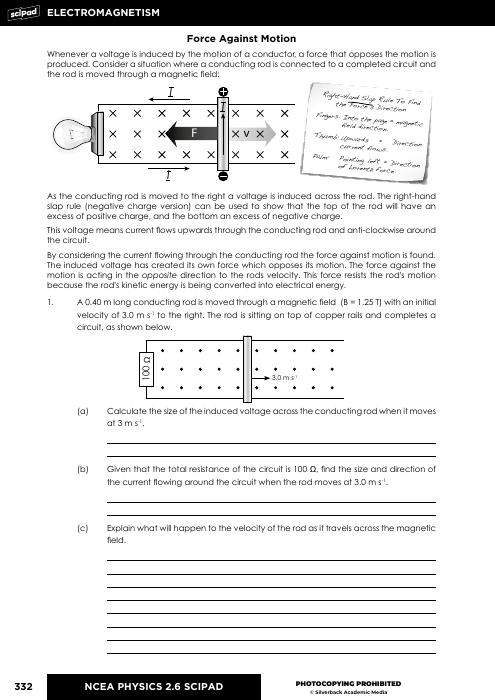 scipad ELECTROMAGNETISM
Force Against Motion
Whenever a voltage is induced by the motion of a conductor, a force that opposes the motion is
produced. Consider a situation where a conducting rod is connected to a completed circuit and
the rod is moved through a magnetic field:
I
I
F
v
I
Right-Hand Slap Rule To Find
the Force's Direction
Fingers: Into the page = magnetic
field direction.
Thumb: Upwards = Direction
current flows.
Palm: Pointing left = Direction
of Lorentz Force.
As the conducting rod is moved to the right a voltage is induced across the rod. The right-hand
slap rule (negative charge version) can be used to show that the top of the rod will have an
excess of positive charge, and the bottom an excess of negative charge.
This voltage means current flows upwards through the conducting rod and anti-clockwise around
the circuit.
By considering the current flowing through the conducting rod the force against motion is found.
The induced voltage has created its own force which opposes its motion. The force against the
motion is acting in the opposite direction to the rods velocity. This force resists the rod's motion
because the rod's kinetic energy is being converted into electrical energy.
1. A 0.40 m long conducting rod is moved through a magnetic field (B = 1.25 T) with an initial
velocity of 3.0 m s⁻¹ to the right. The rod is sitting on top of copper rails and completes a
circuit, as shown below.
100 Ω
3.0 m s⁻¹
(a) Calculate the size of the induced voltage across the conducting rod when it moves
at 3 m s⁻¹.
(b) Given that the total resistance of the circuit is 100 Ω, find the size and direction of
the current flowing around the circuit when the rod moves at 3.0 m s⁻¹.
(c) Explain what will happen to the velocity of the rod as it travels across the magnetic
field.
332 NCEA PHYSICS 2.6 SCIPAD
PHOTOCOPYING PROHIBITED
© Silverback Academic Media